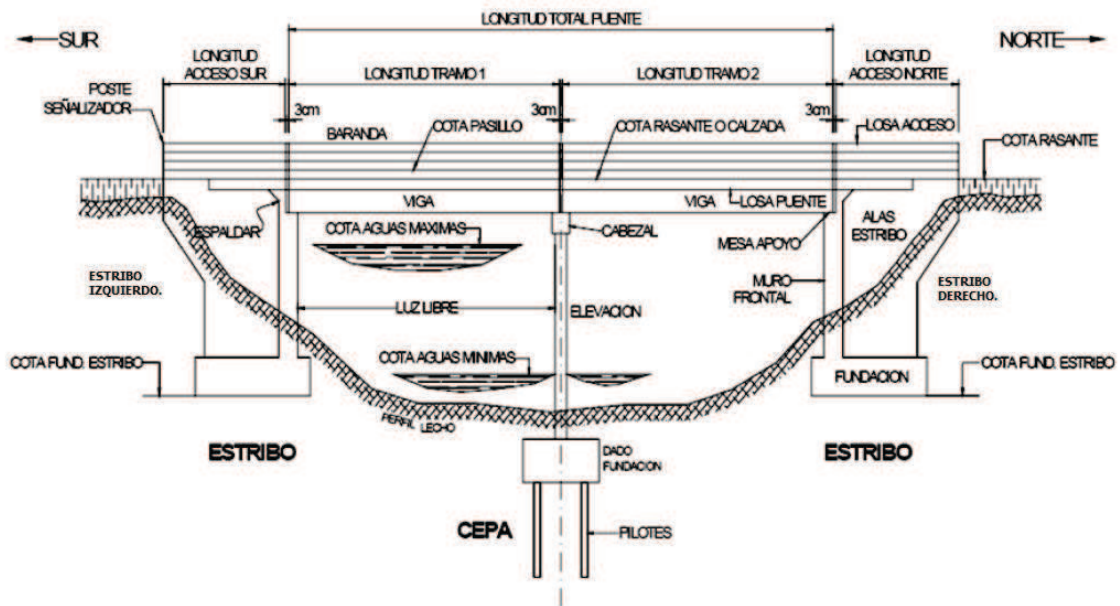 LONGITUD TOTAL PUENTE
SUR
NORTE
LONGITUD
ACCESO SUR
LONGITUD TRAMO 1
LONGITUD TRAMO 2
LONGITUD
ACCESO NORTE
POSTE
SEÑALIZADOR
3cm
3cm
3cm
BARANDA
COTA PASILLO
COTA RASANTE O CALZADA
LOSA ACCESO
COTA RASANTE
VIGA
VIGA
LOSA PUENTE
ESPALDAR
COTA AGUAS MAXIMAS
CABEZAL
MESA APOYO
ALAS
ESTRIBO
ESTRIBO
IZQUIERDO.
MURO
FRONTAL
ESTRIBO
DERECHO.
LUZ LIBRE
ELEVACION
COTA AGUAS MINIMAS
COTA FUND. ESTRIBO
FUNDACION
COTA FUND. ESTRIBO
PERFIL LECHO
ESTRIBO
DADO
FUNDACION
ESTRIBO
CEPA
PILOTES